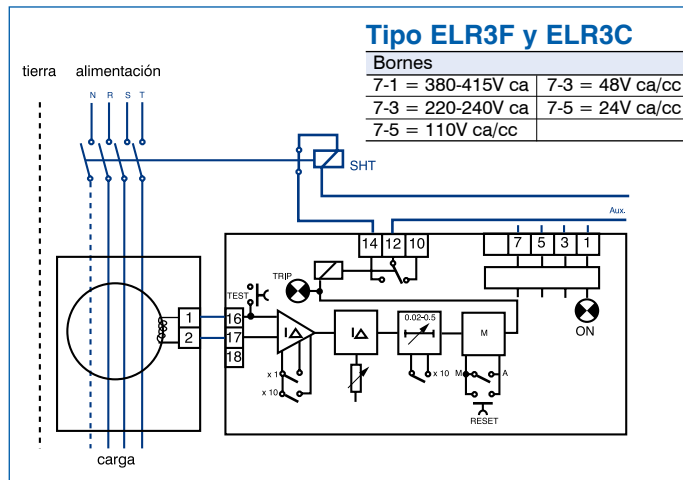 Tipo ELR3F y ELR3C
Bornes
7-1 = 380-415V ca 7-3 = 48V ca/cc
7-3 = 220-240V ca 7-5 = 24V ca/cc
7-5 = 110V ca/cc
tierra alimentación
N R S T
SHT
Aux.
14 12 10 7 5 3 1
TRIP
TEST
ON
1 16
2 17
18
I∆ I∆ 0.02-0.5 M
x 1
x 10
x 10
M A
RESET
carga